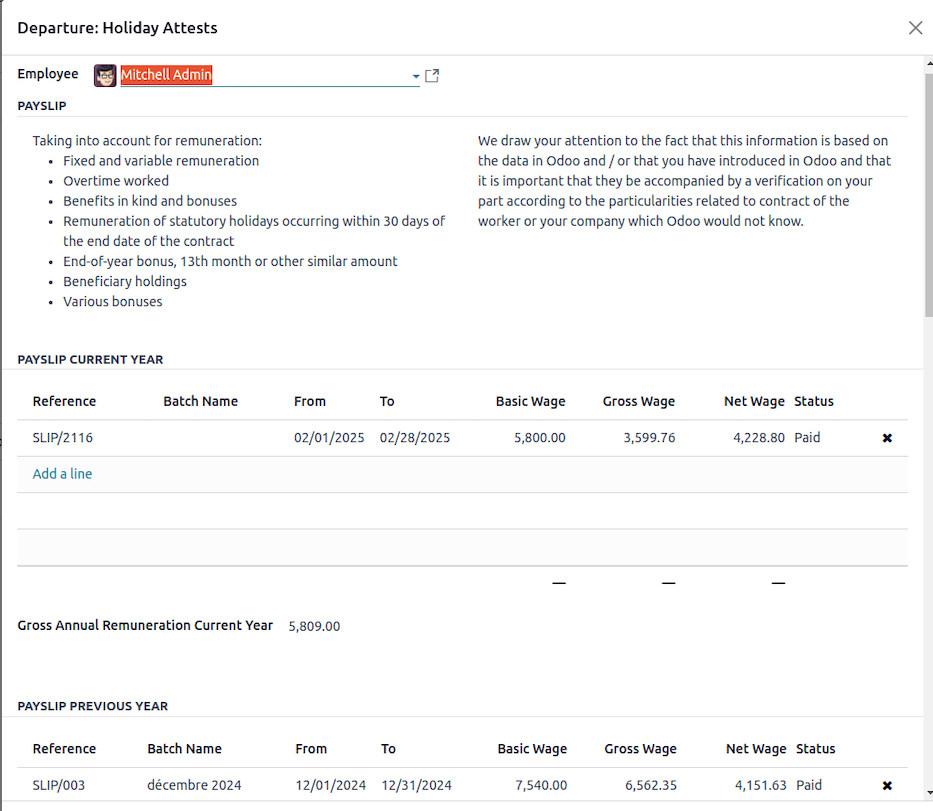 Departure: Holiday Attests
Employee Mitchell Admin
PAYSLIP
Taking into account for remuneration:
• Fixed and variable remuneration
• Overtime worked
• Benefits in kind and bonuses
• Remuneration of statutory holidays occurring within 30 days of
the end date of the contract
• End-of-year bonus, 13th month or other similar amount
• Beneficiary holdings
• Various bonuses
We draw your attention to the fact that this information is based on
the data in Odoo and / or that you have introduced in Odoo and that
it is important that they be accompanied by a verification on your
part according to the particularities related to contract of the
worker or your company which Odoo would not know.
PAYSLIP CURRENT YEAR
Reference Batch Name From To Basic Wage Gross Wage Net Wage Status
SLIP/2116 02/01/2025 02/28/2025 5,800.00 3,599.76 4,228.80 Paid
Add a line
— — —
Gross Annual Remuneration Current Year 5,809.00
PAYSLIP PREVIOUS YEAR
Reference Batch Name From To Basic Wage Gross Wage Net Wage Status
SLIP/003 décembre 2024 12/01/2024 12/31/2024 7,540.00 6,562.35 4,151.63 Paid